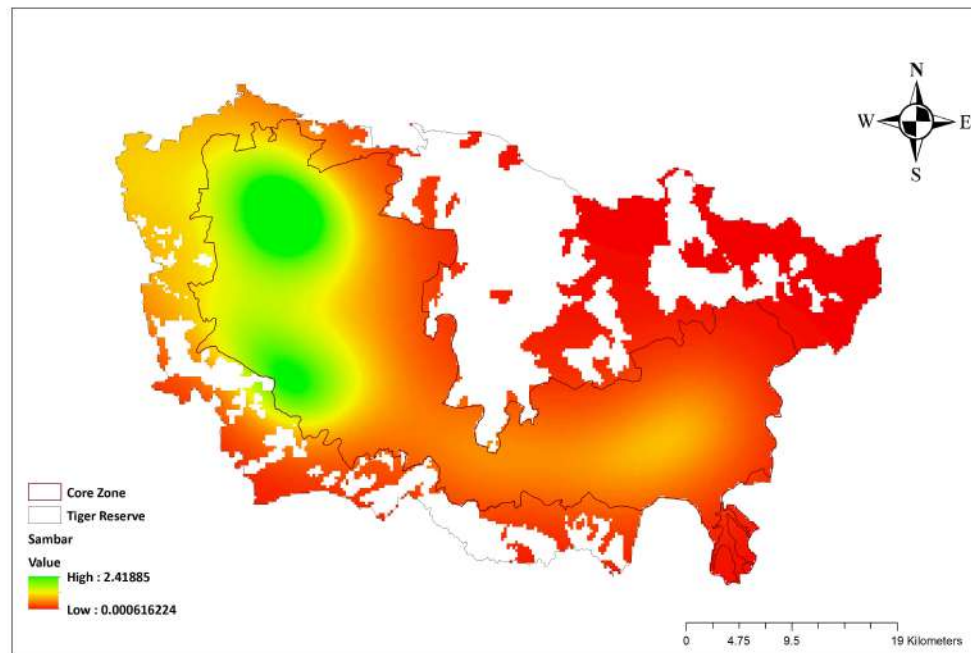 N
W E
S
Core Zone
Tiger Reserve
Sambar
Value
High : 2.41885
Low : 0.000616224
0 4.75 9.5 19 Kilometers